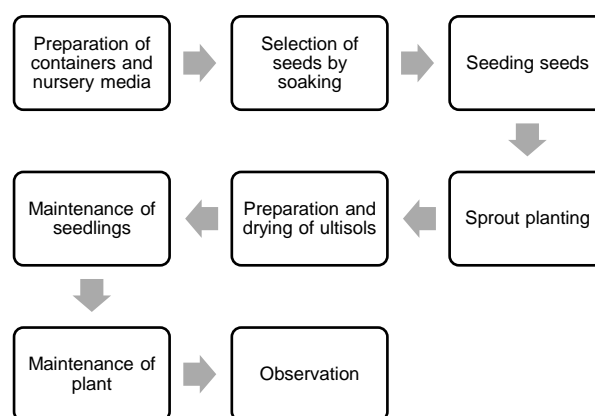 Preparation of
containers and
nursery media
Selection of
seeds by
soaking
Seeding seeds
Sprout planting
Preparation and
drying of ultisols
Maintenance of
seedlings
Maintenance of
plant
Observation